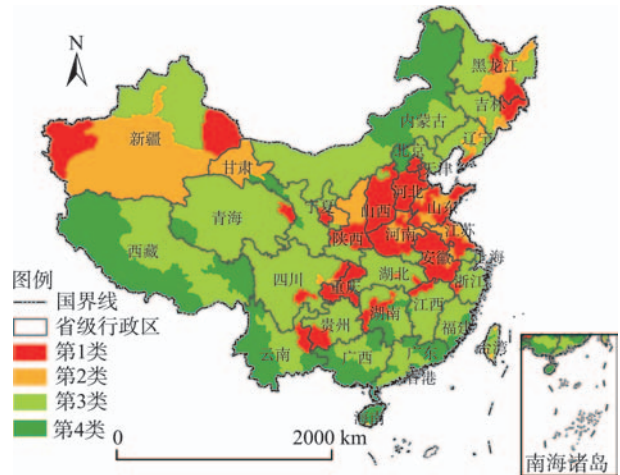 N
黑龙江
吉林
辽宁
内蒙古
北京
天津
新疆
甘肃
河北
山西
山东
宁夏
青海
陕西
河南
江苏
安徽
上海
西藏
四川
重庆
湖北
浙江
湖南
江西
贵州
福建
云南
广西
广东
台湾
香港
图例
国界线
省级行政区
第1类
第2类
第3类
第4类
0
2000 km
南海诸岛